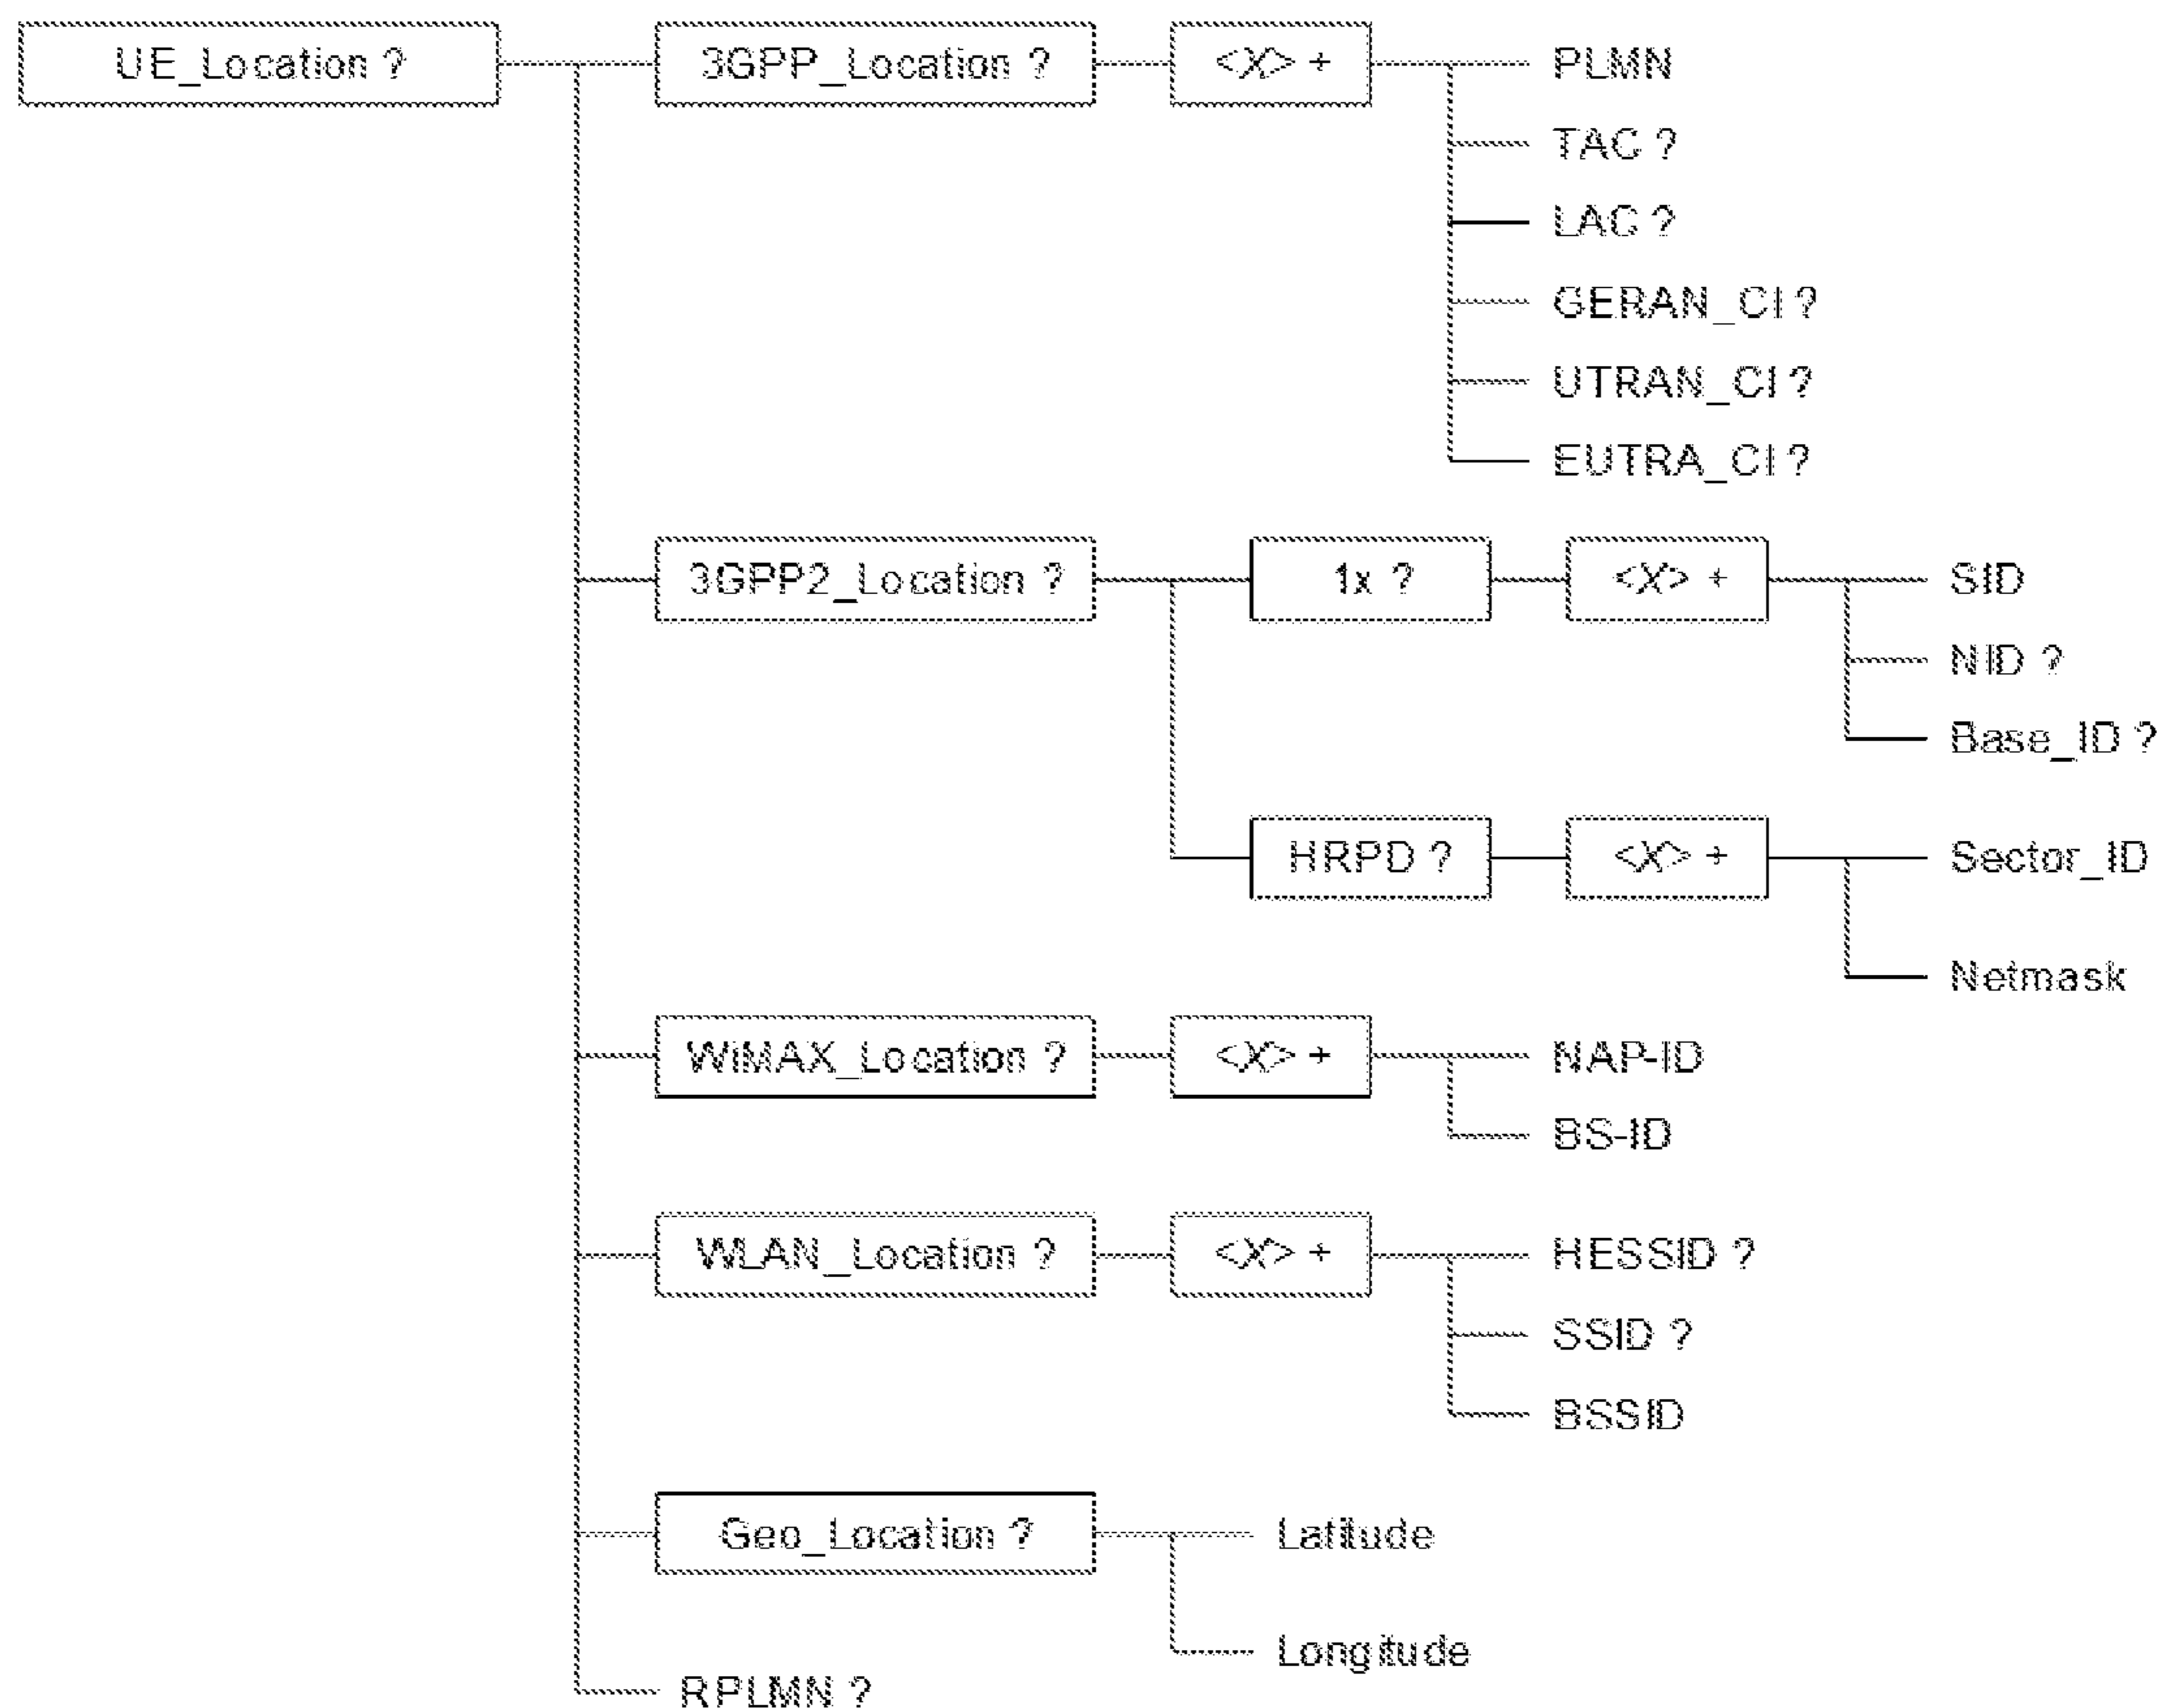 UE_Location ? 3GPP_Location ? <X> + PLMN
TAC ?
LAC ?
GERAN_CI ?
UTRAN_CI ?
EUTRA_CI ?
3GPP2_Location ? 1x ? <X> + SID
NID ?
Base_ID ?
HRPD ? <X> + Sector_ID
Netmask
WiMAX_Location ? <X> + NAP-ID
BS-ID
WLAN_Location ? <X> + HESSID ?
SSID ?
BSSID
Geo_Location ? Latitude
Longitude
RPLMN ?